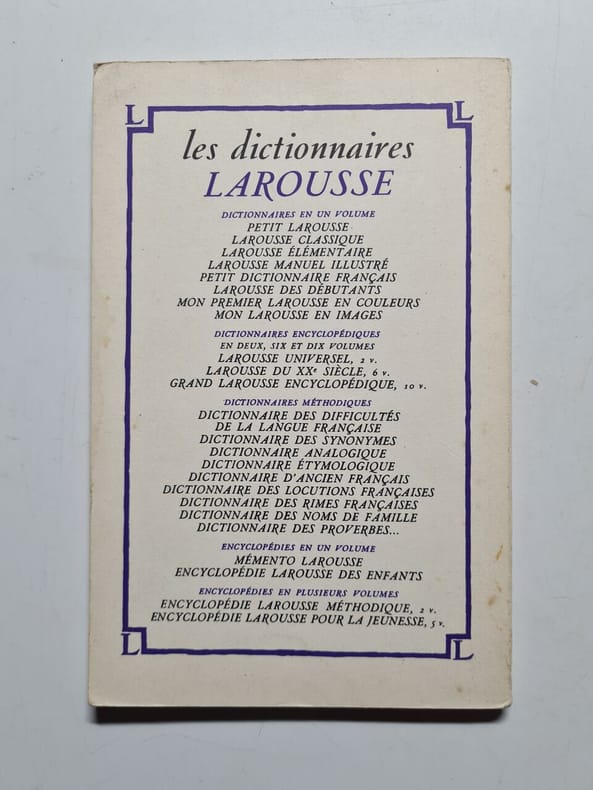 L L
les dictionnaires
LAROUSSE
DICTIONNAIRES EN UN VOLUME
PETIT LAROUSSE
LAROUSSE CLASSIQUE
LAROUSSE ÉLÉMENTAIRE
LAROUSSE MANUEL ILLUSTRÉ
PETIT DICTIONNAIRE FRANÇAIS
LAROUSSE DES DÉBUTANTS
MON PREMIER LAROUSSE EN COULEURS
MON LAROUSSE EN IMAGES
DICTIONNAIRES ENCYCLOPÉDIQUES
EN DEUX, SIX ET DIX VOLUMES
LAROUSSE UNIVERSEL, 2 v.
LAROUSSE DU XXe SIÈCLE, 6 v.
GRAND LAROUSSE ENCYCLOPÉDIQUE, 10 v.
DICTIONNAIRES MÉTHODIQUES
DICTIONNAIRE DES DIFFICULTÉS
DE LA LANGUE FRANÇAISE
DICTIONNAIRE DES SYNONYMES
DICTIONNAIRE ANALOGIQUE
DICTIONNAIRE ÉTYMOLOGIQUE
DICTIONNAIRE D'ANCIEN FRANÇAIS
DICTIONNAIRE DES LOCUTIONS FRANÇAISES
DICTIONNAIRE DES RIMES FRANÇAISES
DICTIONNAIRE DES NOMS DE FAMILLE
DICTIONNAIRE DES PROVERBES...
ENCYCLOPÉDIES EN UN VOLUME
MÉMENTO LAROUSSE
ENCYCLOPÉDIE LAROUSSE DES ENFANTS
ENCYCLOPÉDIES EN PLUSIEURS VOLUMES
ENCYCLOPÉDIE LAROUSSE MÉTHODIQUE, 2 v.
ENCYCLOPÉDIE LAROUSSE POUR LA JEUNESSE, 5 v.
L L